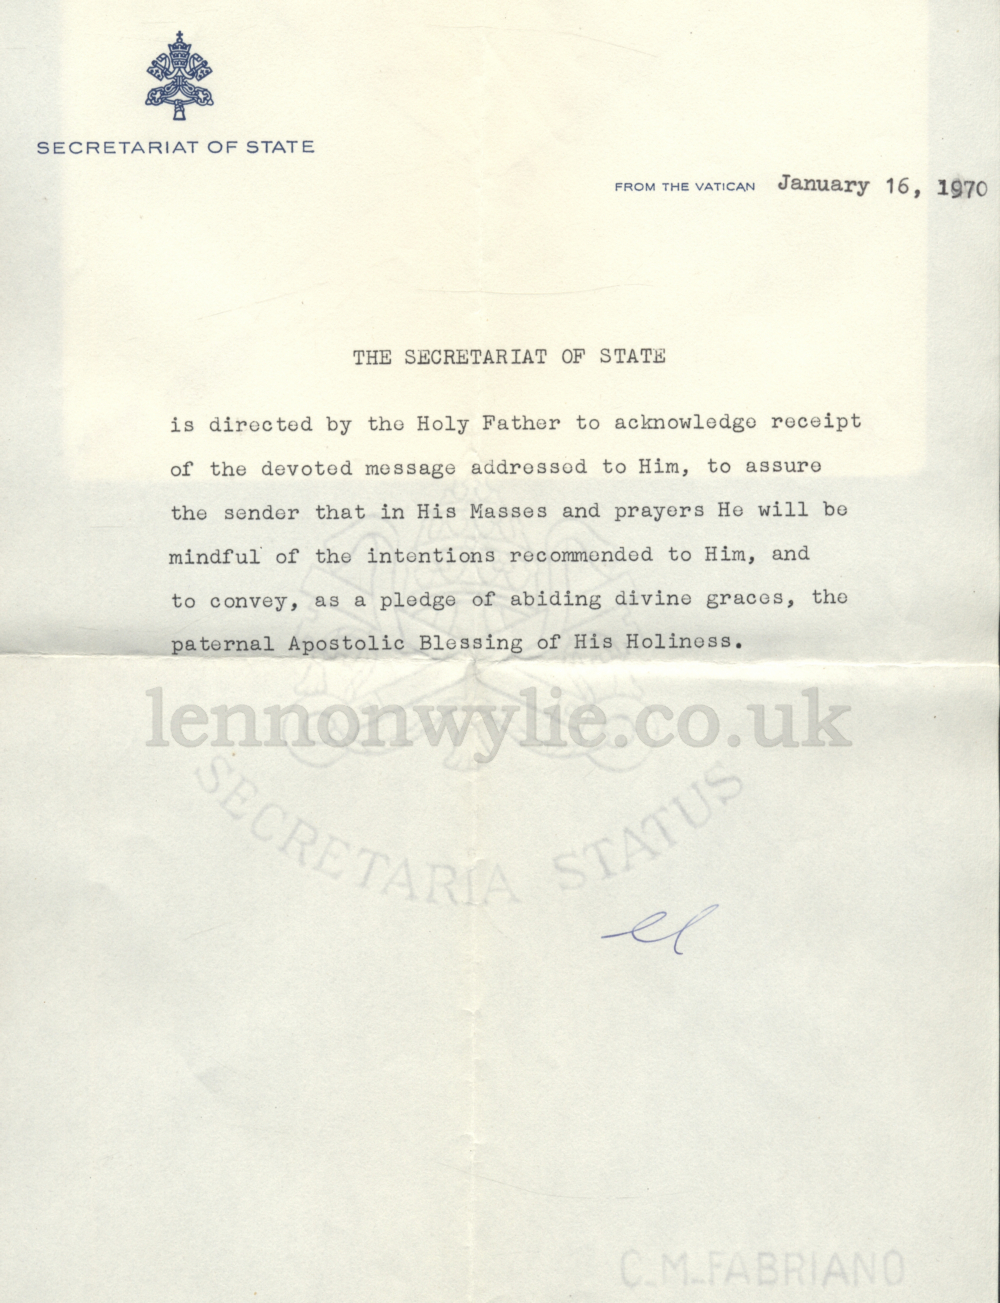 SECRETARIAT OF STATE
FROM THE VATICAN January 16, 1970
THE SECRETARIAT OF STATE
is directed by the Holy Father to acknowledge receipt
of the devoted message addressed to Him, to assure
the sender that in His Masses and prayers He will be
mindful of the intentions recommended to Him, and
to convey, as a pledge of abiding divine graces, the
paternal Apostolic Blessing of His Holiness.
lennonwylie.co.uk
SECRETARIA STATUS
C.M.FABRIANO